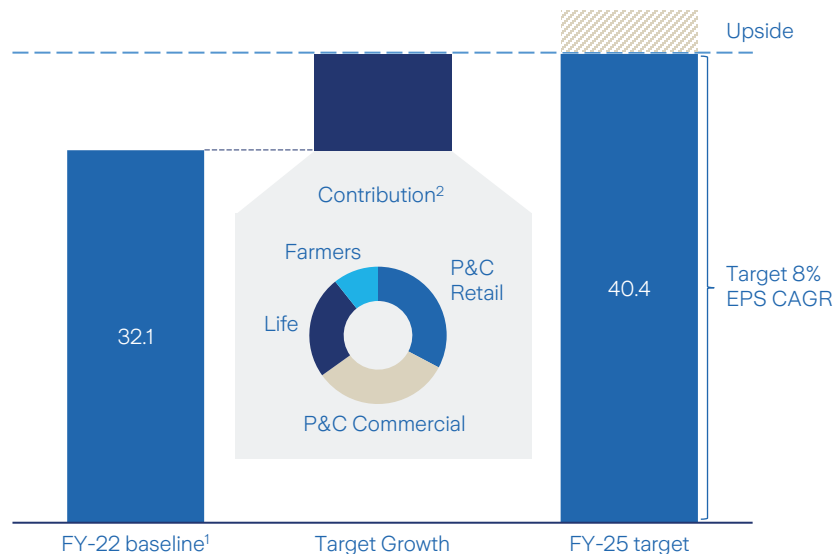 Upside
Contribution²
Farmers
P&C
Retail
Life
P&C Commercial
32.1
40.4
Target 8%
EPS CAGR
FY-22 baseline¹
Target Growth
FY-25 target